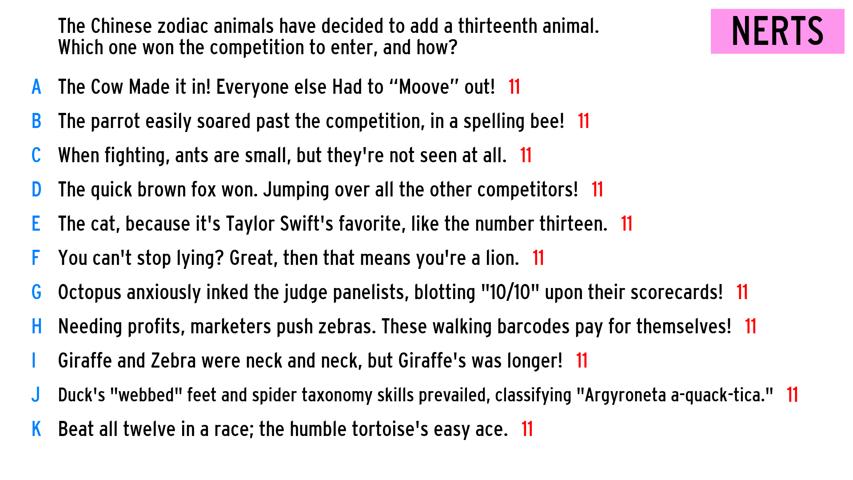 The Chinese zodiac animals have decided to add a thirteenth animal.
Which one won the competition to enter, and how?
NERTS
A The Cow Made it in! Everyone else Had to “Moove” out! 11
B The parrot easily soared past the competition, in a spelling bee! 11
C When fighting, ants are small, but they're not seen at all. 11
D The quick brown fox won. Jumping over all the other competitors! 11
E The cat, because it's Taylor Swift's favorite, like the number thirteen. 11
F You can't stop lying? Great, then that means you're a lion. 11
G Octopus anxiously inked the judge panelists, blotting "10/10" upon their scorecards! 11
H Needing profits, marketers push zebras. These walking barcodes pay for themselves! 11
I Giraffe and Zebra were neck and neck, but Giraffe's was longer! 11
J Duck's "webbed" feet and spider taxonomy skills prevailed, classifying "Argyroneta a-quack-tica." 11
K Beat all twelve in a race; the humble tortoise's easy ace. 11